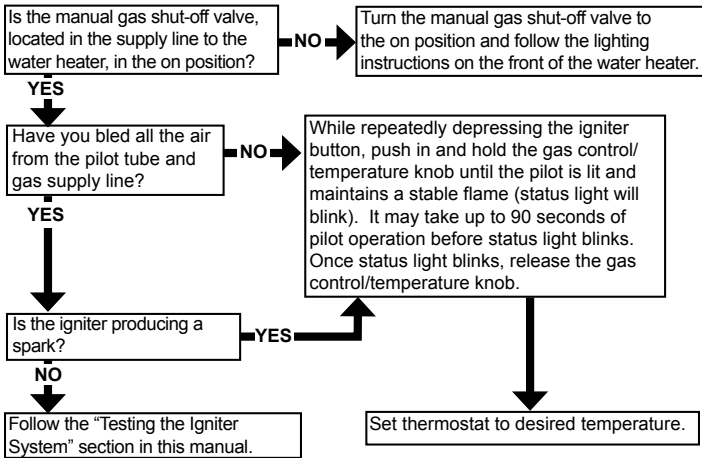 Is the manual gas shut-off valve,
located in the supply line to the
water heater, in the on position?
NO
Turn the manual gas shut-off valve to
the on position and follow the lighting
instructions on the front of the water heater.
YES
Have you bled all the air
from the pilot tube and
gas supply line?
NO
While repeatedly depressing the igniter
button, push in and hold the gas control/
temperature knob until the pilot is lit and
maintains a stable flame (status light will
blink). It may take up to 90 seconds of
pilot operation before status light blinks.
Once status light blinks, release the gas
control/temperature knob.
YES
Is the igniter producing a
spark?
YES
NO
Follow the “Testing the Igniter
System” section in this manual.
Set thermostat to desired temperature.